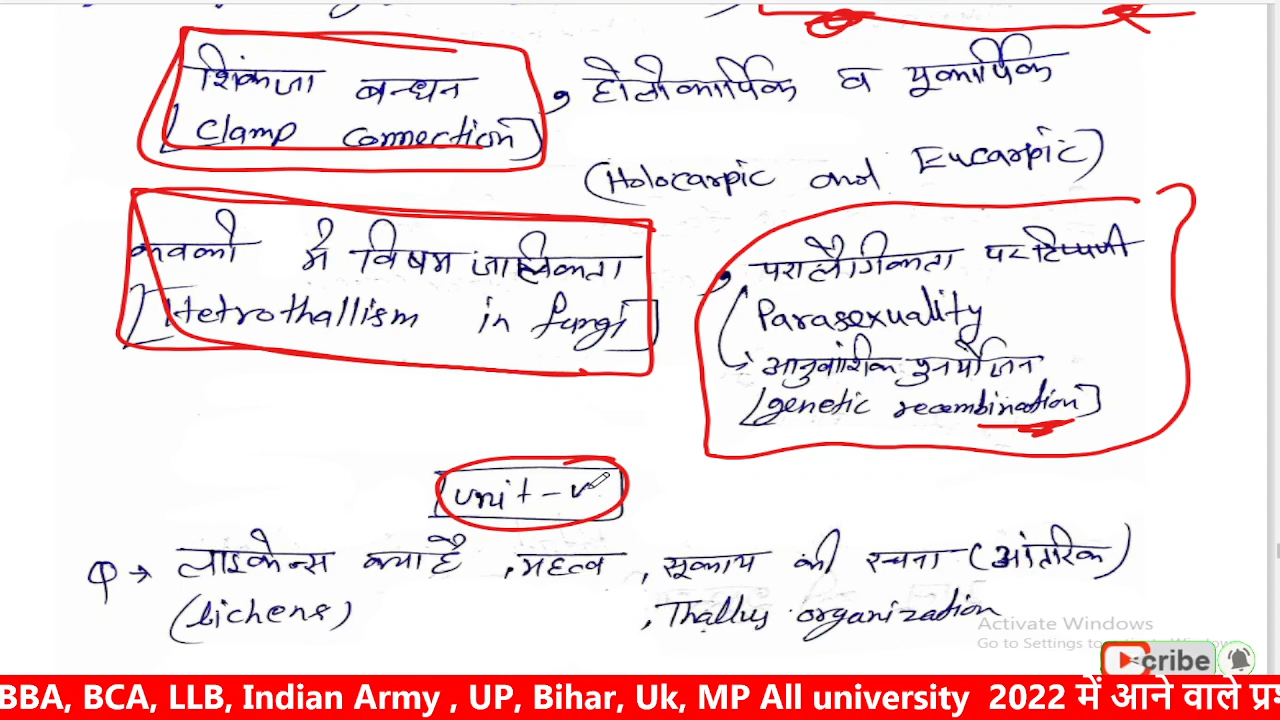 शिकंजा बन्धन , होलोकार्पिक व यूकार्पिक
[Clamp connection]
(Holocarpic and Eucarpic)
कवकों में विषम जालिकता
[Hetrothallism in fungi]
, परालैंगिकता पर टिप्पणी
Parasexuality
आनुवांशिक पुनर्योजन
[genetic recombination]
Unit - V
Q → लाइकेन्स क्या है , महत्व , सूकाय की रचना (आंतरिक)
(lichens) , Thallus organization
Activate Windows
Go to Settings to
cribe
BBA, BCA, LLB, Indian Army , UP, Bihar, Uk, MP All university 2022 में आने वाले प्रश